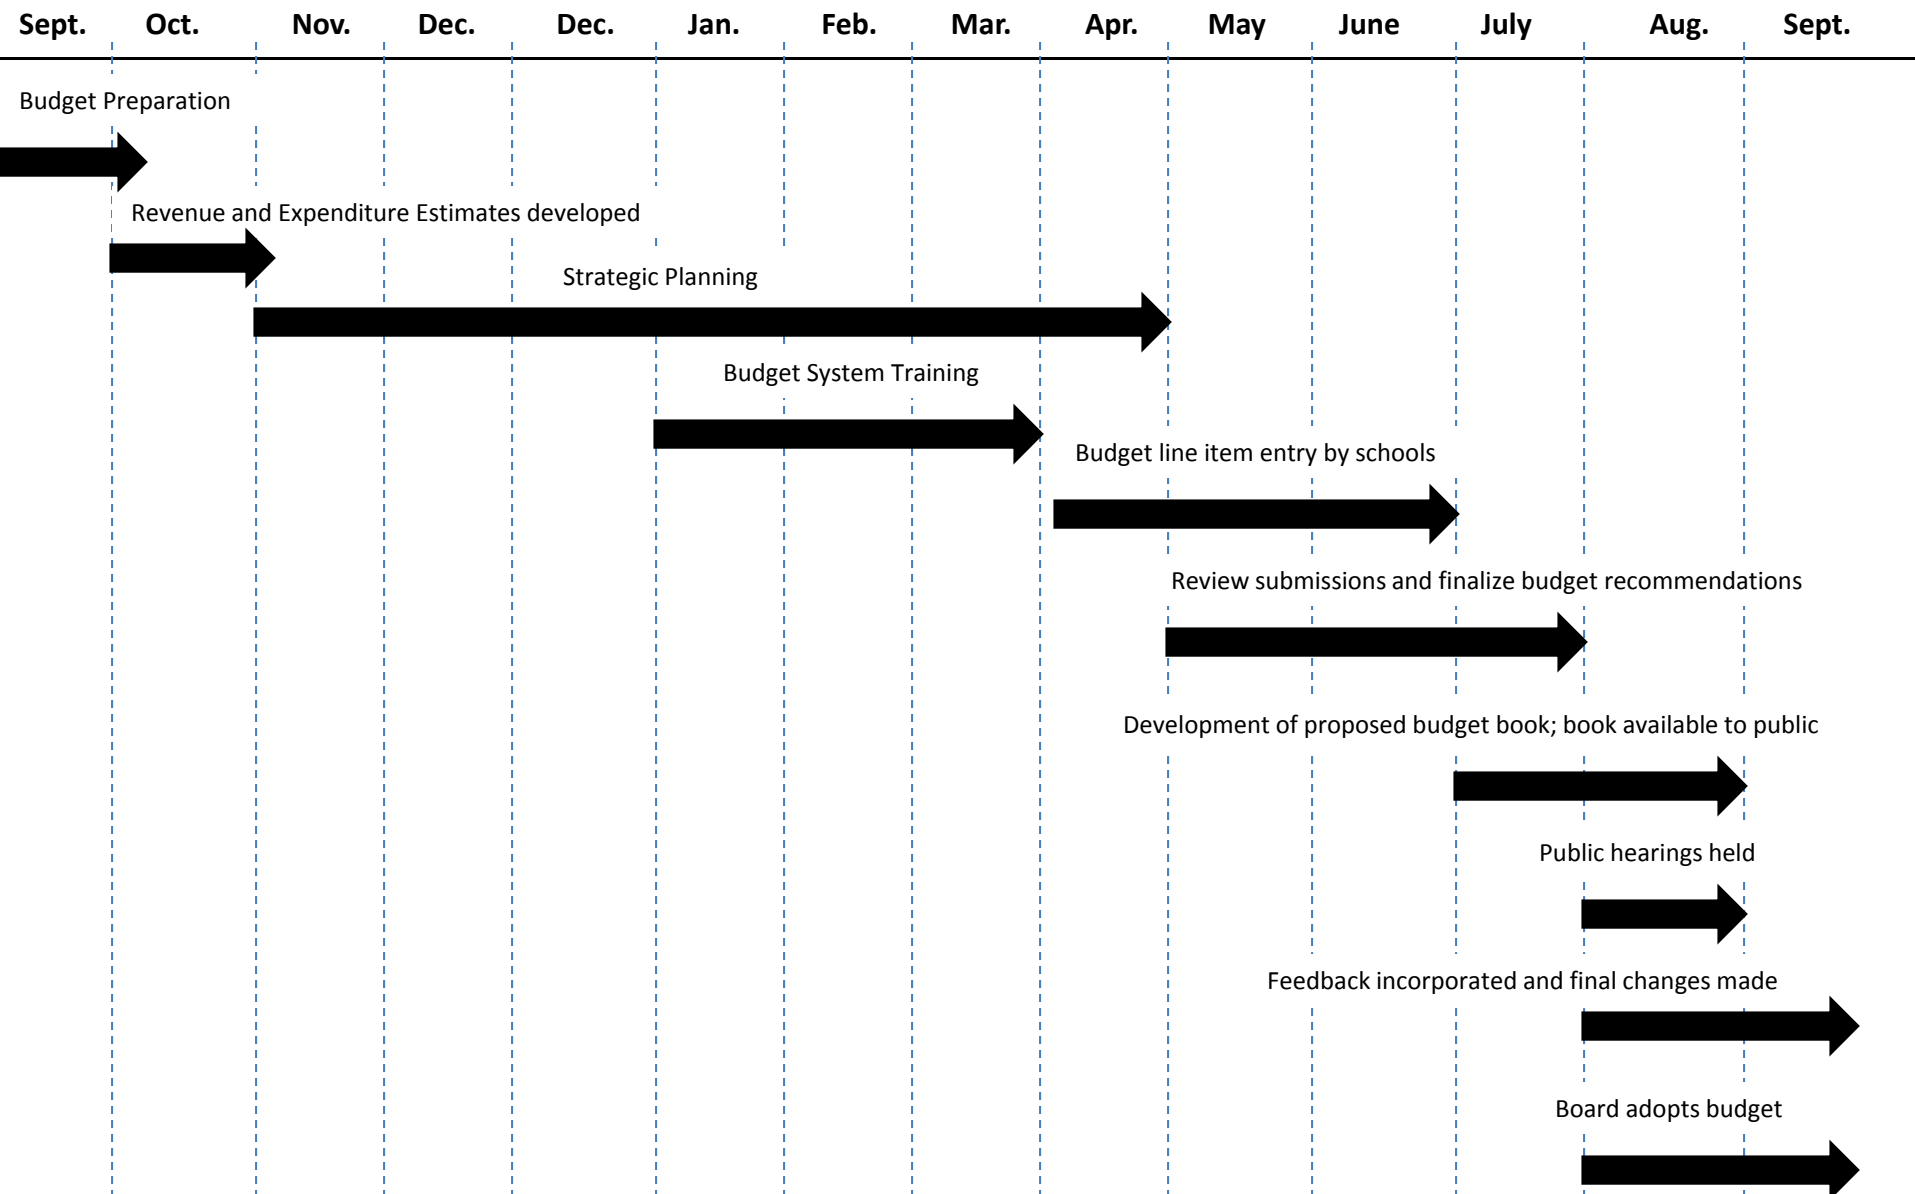 Sept. Oct. Nov. Dec. Dec. Jan. Feb. Mar. Apr. May June July Aug. Sept.
Budget Preparation
Revenue and Expenditure Estimates developed
Strategic Planning
Budget System Training
Budget line item entry by schools
Review submissions and finalize budget recommendations
Development of proposed budget book; book available to public
Public hearings held
Feedback incorporated and final changes made
Board adopts budget